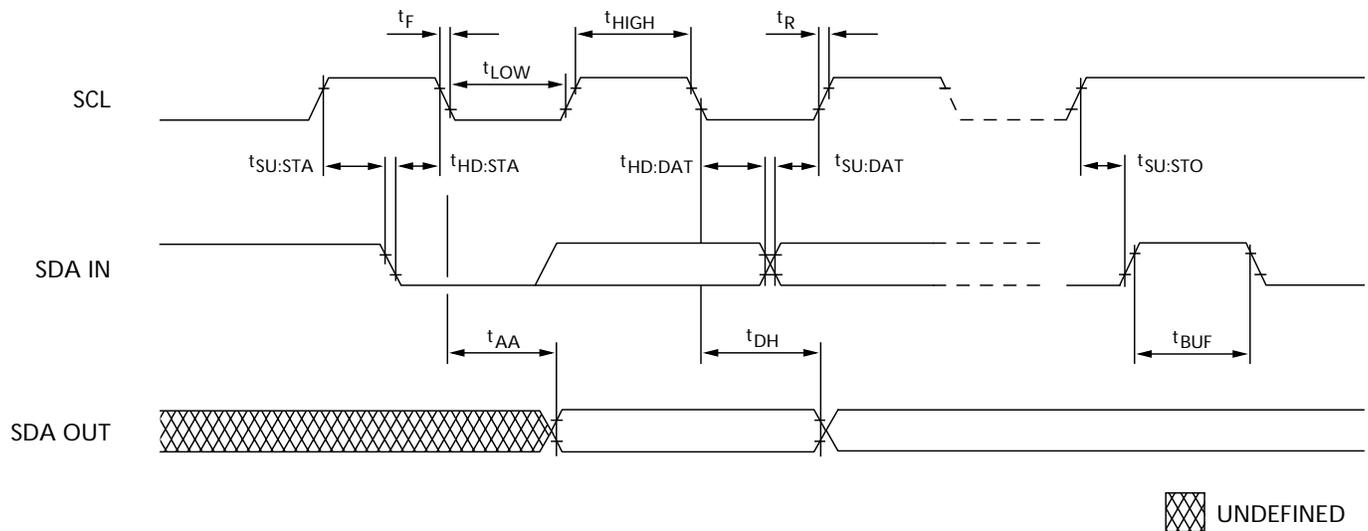 tF
tHIGH
tR
tLOW
SCL
tSU:STA
tHD:STA
tHD:DAT
tSU:DAT
tSU:STO
SDA IN
tAA
tDH
tBUF
SDA OUT
UNDEFINED